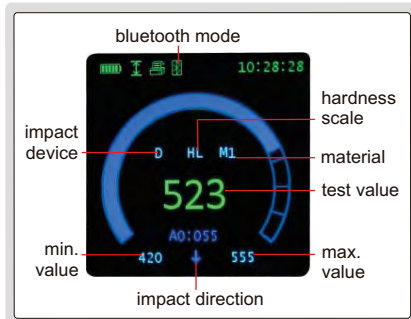 bluetooth mode
10:28:28
hardness scale
impact device
D HL M1
material
523
test value
A0:055
min. value
420
555
max. value
impact direction